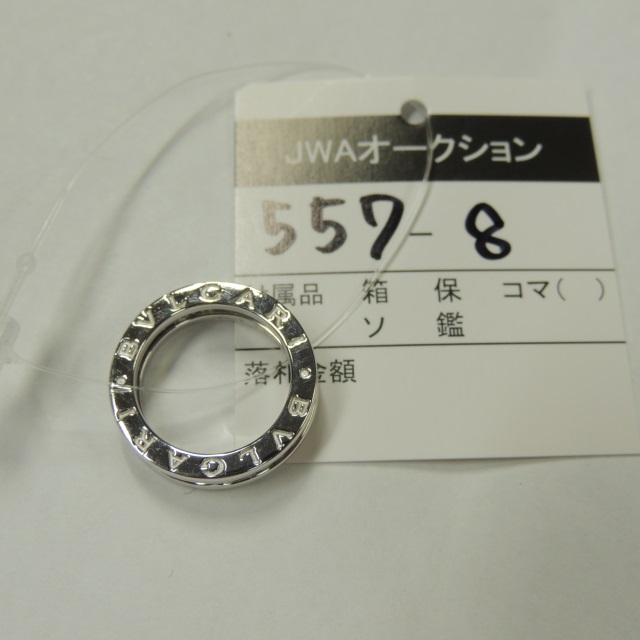 JWAオークション
557-8
属品 箱 保 コマ( )
ソ 鑑
落札金額
BVLGARI・BVLGARI・